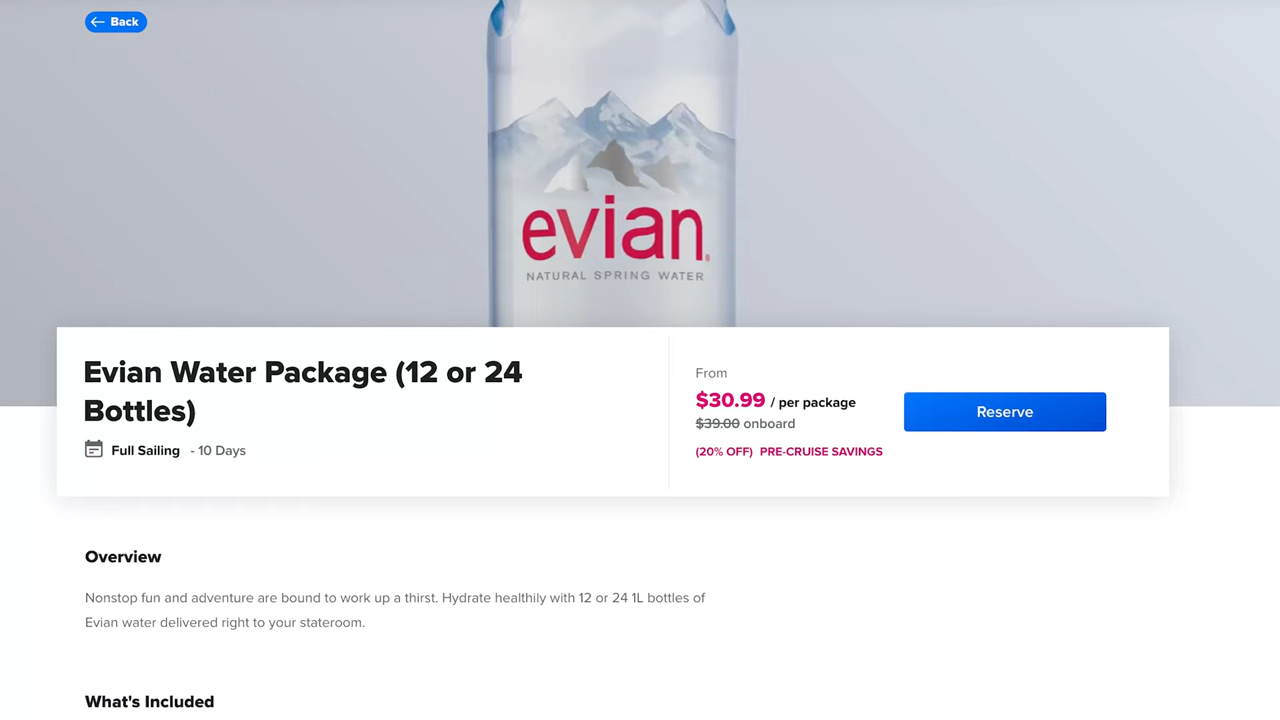 Back
evian
NATURAL SPRING WATER
Evian Water Package (12 or 24
Bottles)
Full Sailing - 10 Days
From
$30.99 / per package
$39.00 onboard
(20% OFF) PRE-CRUISE SAVINGS
Reserve
Overview
Nonstop fun and adventure are bound to work up a thirst. Hydrate healthily with 12 or 24 1L bottles of
Evian water delivered right to your stateroom.
What's Included